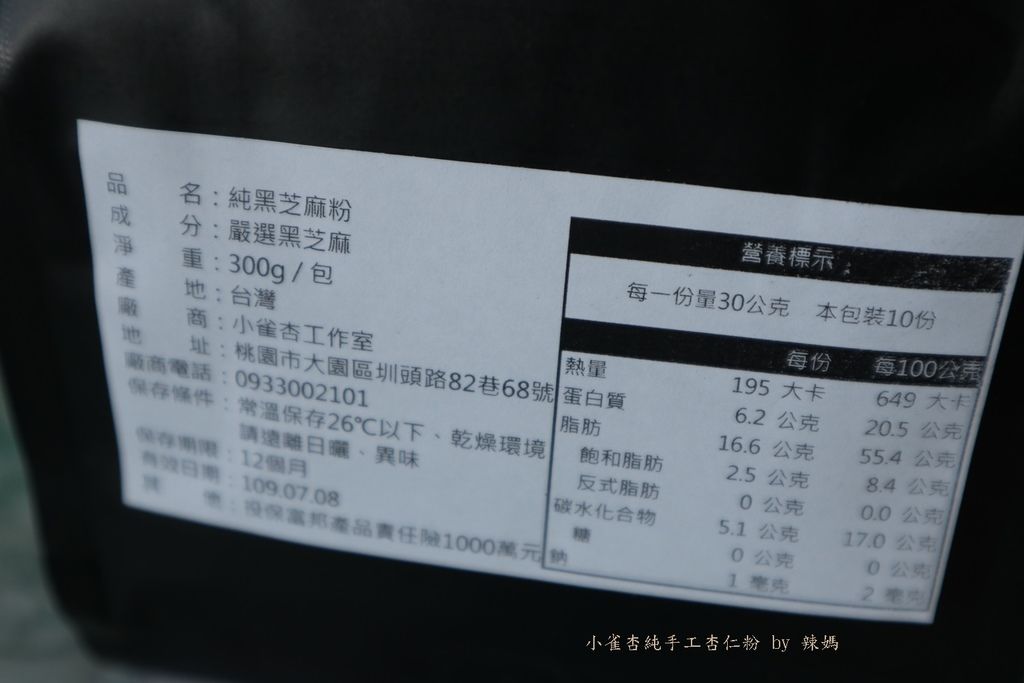 品名：純黑芝麻粉
成分：嚴選黑芝麻
淨重：300g / 包
產地：台灣
廠商：小雀杏工作室
地址：桃園市大園區圳頭路82巷68號
廠商電話：0933002101
保存條件：常溫保存26℃以下、乾燥環境
請遠離日曬、異味
保存期限：12個月
有效日期：109.07.08
其他：投保富邦產品責任險1000萬元
營養標示
每一份量30公克 本包裝10份
每份 每100公克
熱量 195 大卡 649 大卡
蛋白質 6.2 公克 20.5 公克
脂肪 16.6 公克 55.4 公克
飽和脂肪 2.5 公克 8.4 公克
反式脂肪 0 公克 0.0 公克
碳水化合物 5.1 公克 17.0 公克
糖 0 公克 0 公克
鈉 1 毫克 2 毫克
小雀杏純手工杏仁粉 by 辣媽